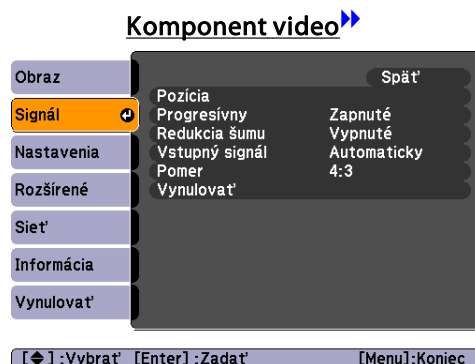 Komponent video
Obraz
Späť
Pozícia
Signál
Progresívny Zapnuté
Redukcia šumu Vypnuté
Nastavenia
Vstupný signál Automaticky
Pomer 4:3
Rozšírené
Vynulovať
Sieť
Informácia
Vynulovať
[◆] :Vybrať [Enter] :Zadať [Menu]:Koniec